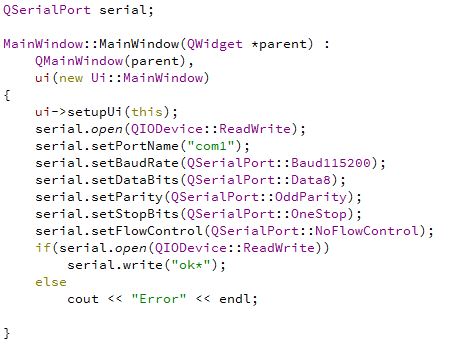 QSerialPort serial;
MainWindow::MainWindow(QWidget *parent) :
    QMainWindow(parent),
    ui(new Ui::MainWindow)
{
    ui->setupUi(this);
    serial.open(QIODevice::ReadWrite);
    serial.setPortName("com1");
    serial.setBaudRate(QSerialPort::Baud115200);
    serial.setDataBits(QSerialPort::Data8);
    serial.setParity(QSerialPort::OddParity);
    serial.setStopBits(QSerialPort::OneStop);
    serial.setFlowControl(QSerialPort::NoFlowControl);
    if(serial.open(QIODevice::ReadWrite))
        serial.write("ok*");
    else
        cout << "Error" << endl;
}